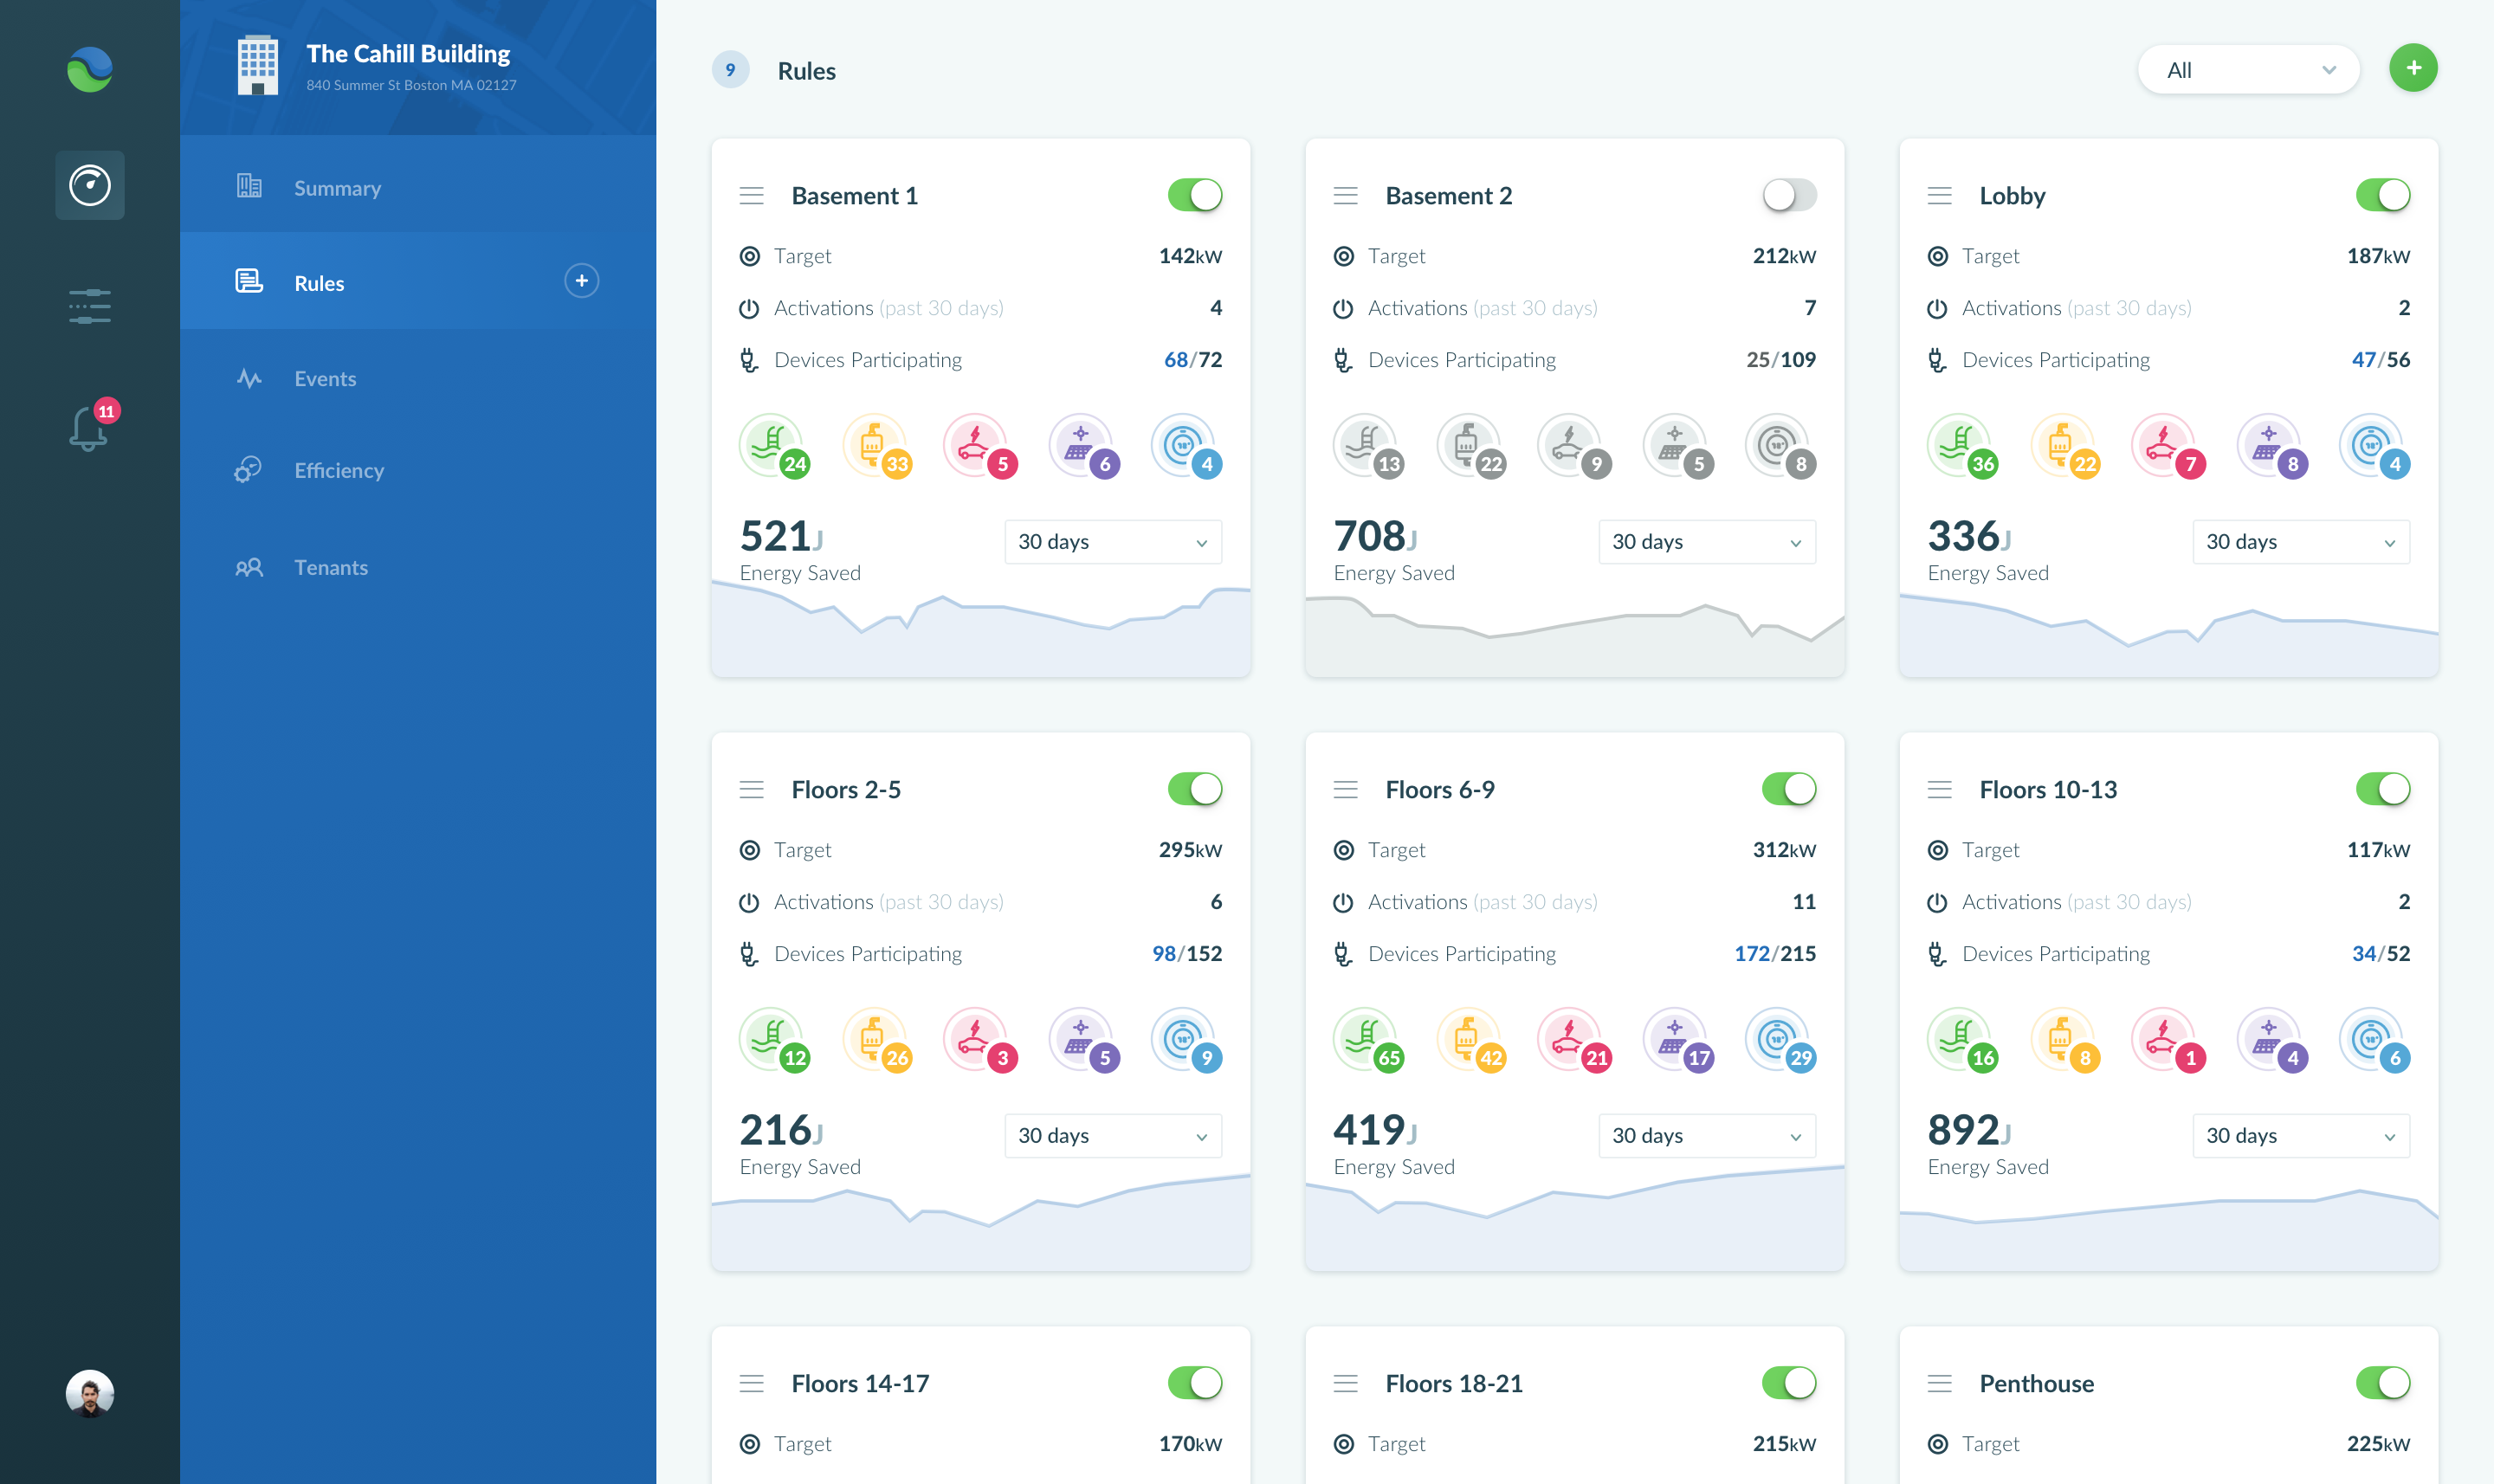 The Cahill Building
840 Summer St Boston MA 02127
11
Summary
Rules
Events
Efficiency
Tenants
9 Rules
All
Basement 1
Target 142kW
Activations (past 30 days) 4
Devices Participating 68/72
24 33 5 6 4
521J 30 days
Energy Saved
Basement 2
Target 212kW
Activations (past 30 days) 7
Devices Participating 25/109
13 22 9 5 8
708J 30 days
Energy Saved
Lobby
Target 187kW
Activations (past 30 days) 2
Devices Participating 47/56
36 22 7 8 4
336J 30 days
Energy Saved
Floors 2-5
Target 295kW
Activations (past 30 days) 6
Devices Participating 98/152
12 26 3 5 9
216J 30 days
Energy Saved
Floors 6-9
Target 312kW
Activations (past 30 days) 11
Devices Participating 172/215
65 42 21 17 29
419J 30 days
Energy Saved
Floors 10-13
Target 117kW
Activations (past 30 days) 2
Devices Participating 34/52
16 8 1 4 6
892J 30 days
Energy Saved
Floors 14-17
Target 170kW
Floors 18-21
Target 215kW
Penthouse
Target 225kW